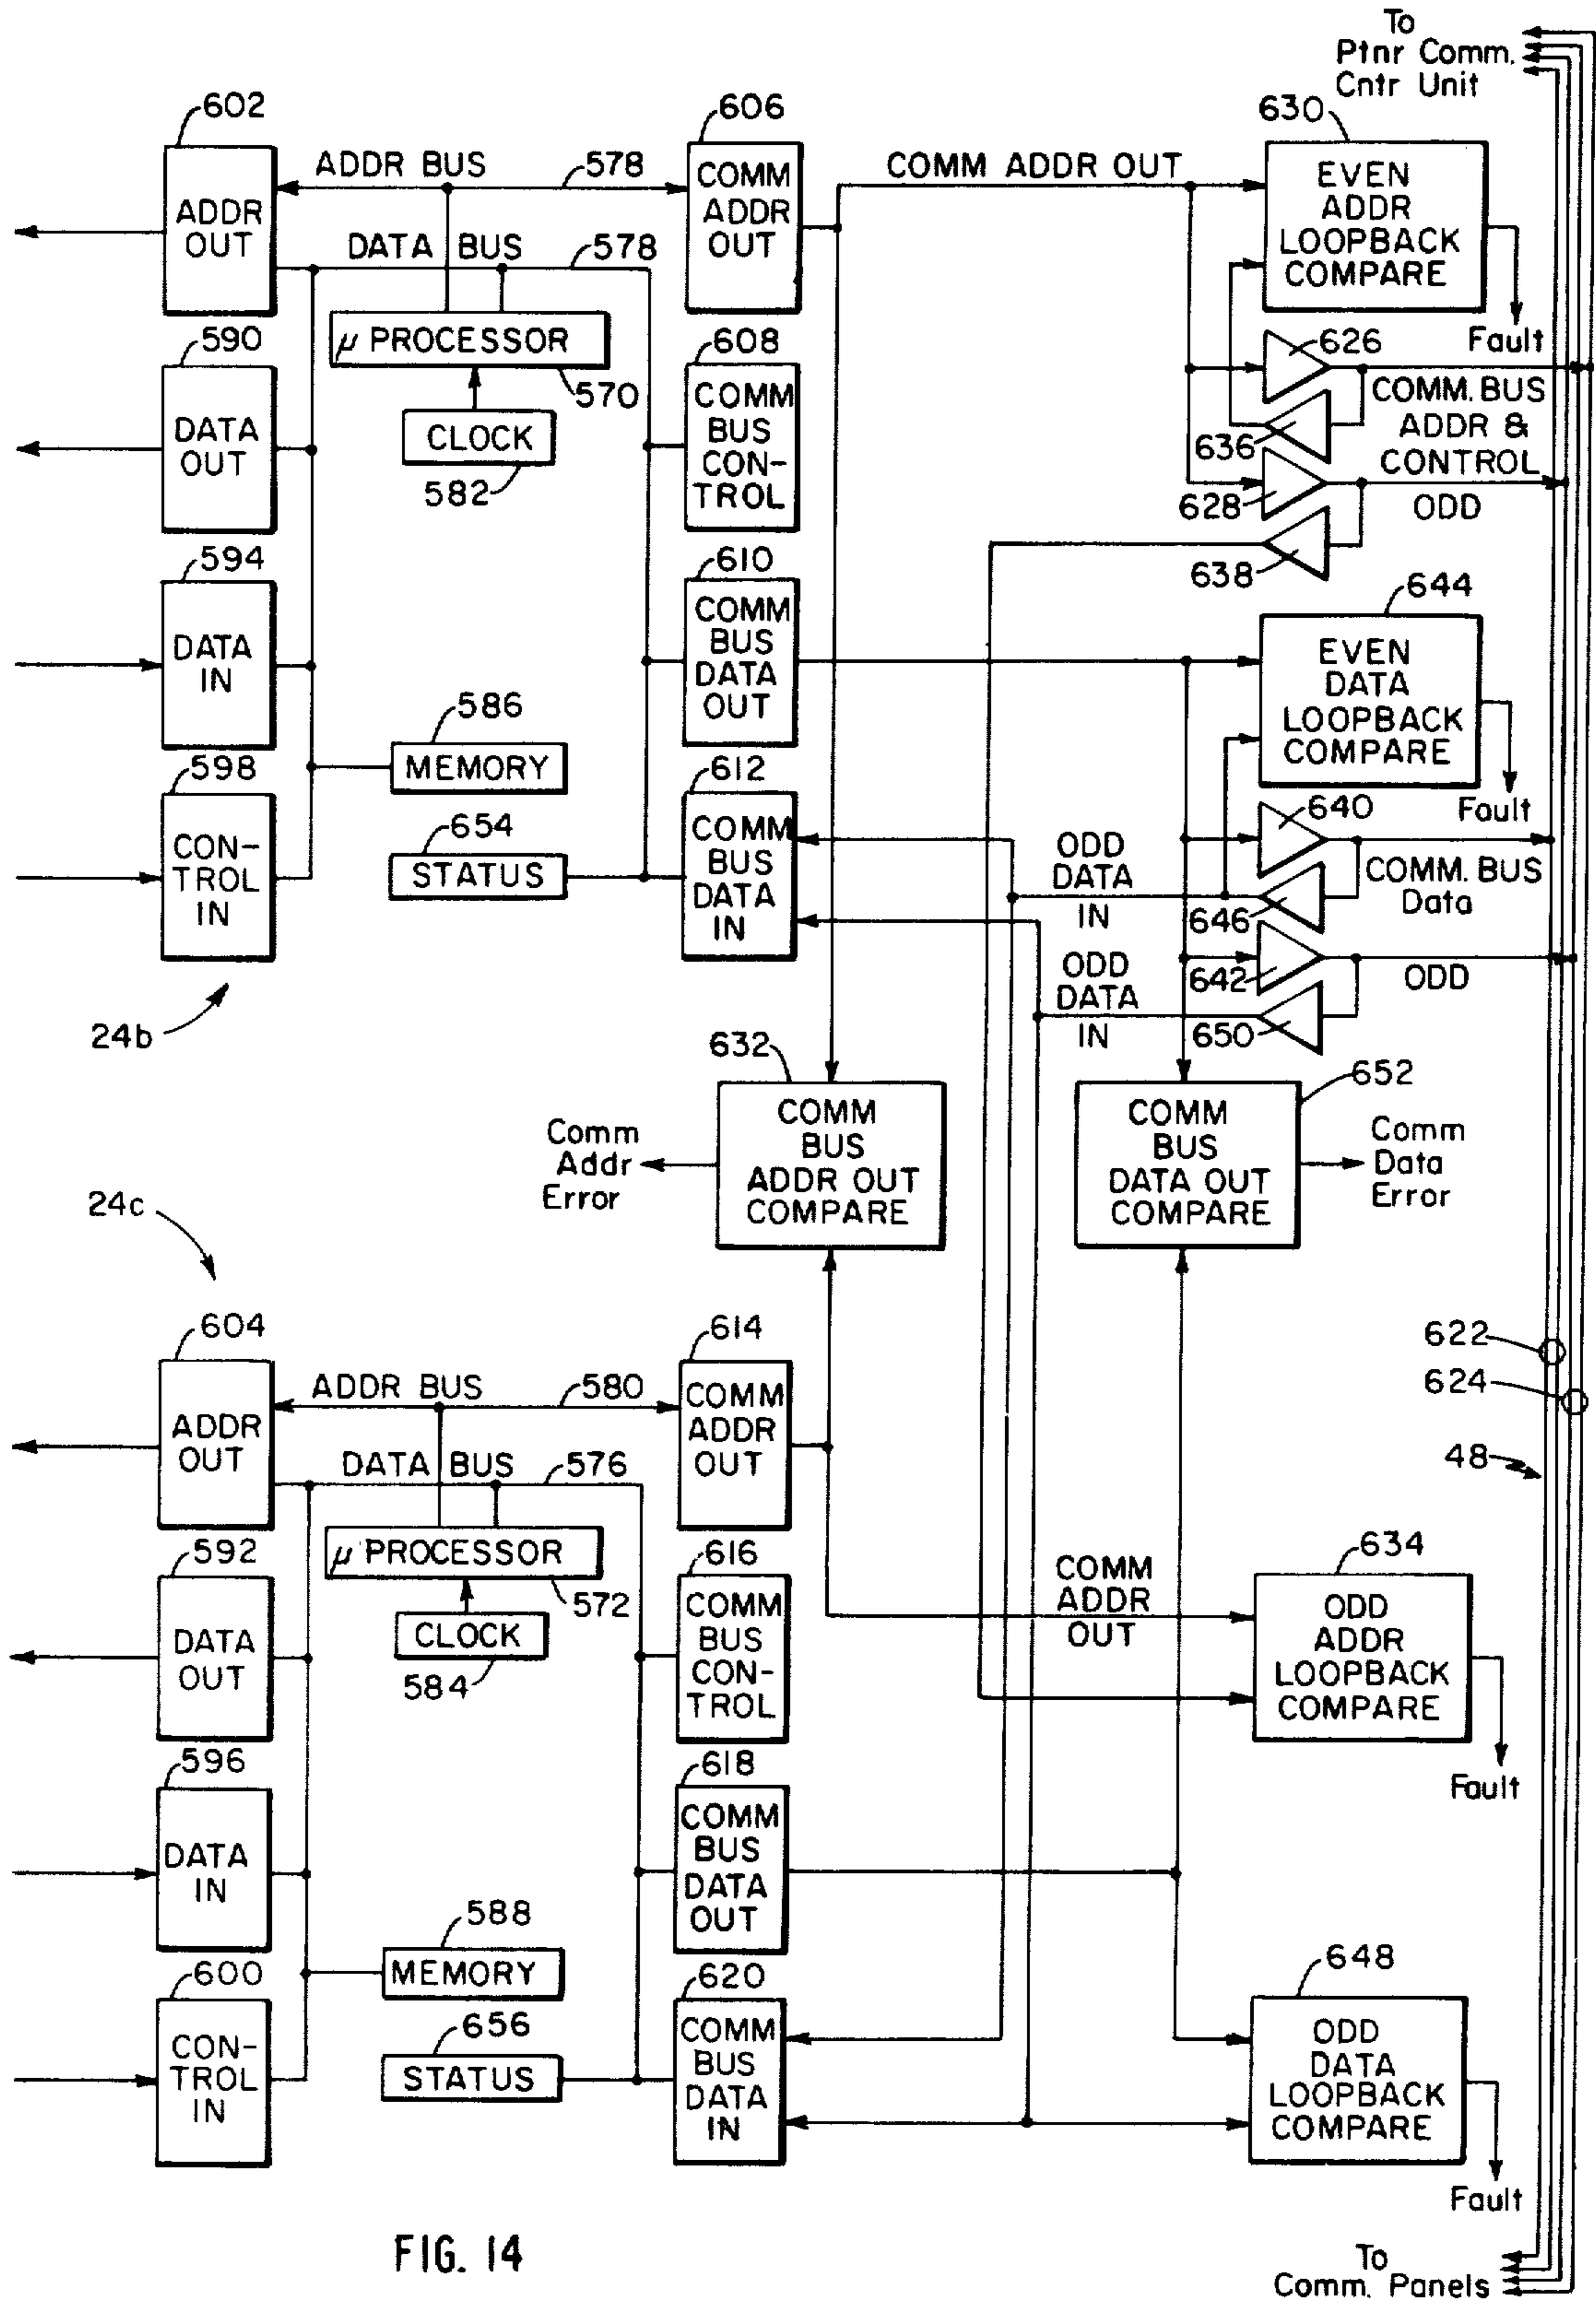 To
Ptnr Comm.
Cntr Unit
602
606
630
ADDR BUS
578
COMM ADDR OUT
ADDR
OUT
COMM
ADDR
OUT
EVEN
ADDR
LOOPBACK
COMPARE
DATA BUS
578
590
μ PROCESSOR
608
Fault
626
570
DATA
OUT
CLOCK
COMM
BUS
CON-
TROL
COMM. BUS
ADDR &
CONTROL
636
582
628
ODD
594
610
638
644
DATA
IN
COMM
BUS
DATA
OUT
EVEN
DATA
LOOPBACK
COMPARE
586
MEMORY
598
612
Fault
640
654
STATUS
CON-
TROL
IN
COMM
BUS
DATA
IN
ODD
DATA
IN
COMM. BUS
Data
646
ODD
DATA
IN
642
ODD
650
24b
632
652
COMM
BUS
ADDR OUT
COMPARE
COMM
BUS
DATA OUT
COMPARE
Comm
Addr
Error
Comm
Data
Error
24c
604
614
622
624
ADDR BUS
580
ADDR
OUT
COMM
ADDR
OUT
DATA BUS
576
48
592
μ PROCESSOR
616
634
572
COMM
ADDR
OUT
DATA
OUT
CLOCK
COMM
BUS
CON-
TROL
ODD
ADDR
LOOPBACK
COMPARE
584
596
618
Fault
DATA
IN
COMM
BUS
DATA
OUT
588
MEMORY
600
620
648
656
STATUS
CON-
TROL
IN
COMM
BUS
DATA
IN
ODD
DATA
LOOPBACK
COMPARE
Fault
FIG. 14
To
Comm. Panels